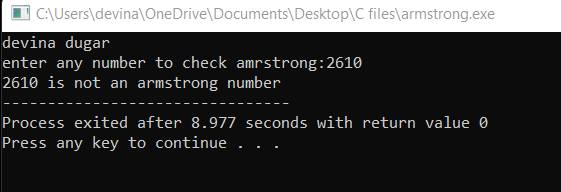 C:\Users\devina\OneDrive\Documents\Desktop\C files\armstrong.exe
devina dugar
enter any number to check amrstrong:2610
2610 is not an armstrong number
--------------------------------
Process exited after 8.977 seconds with return value 0
Press any key to continue . . .